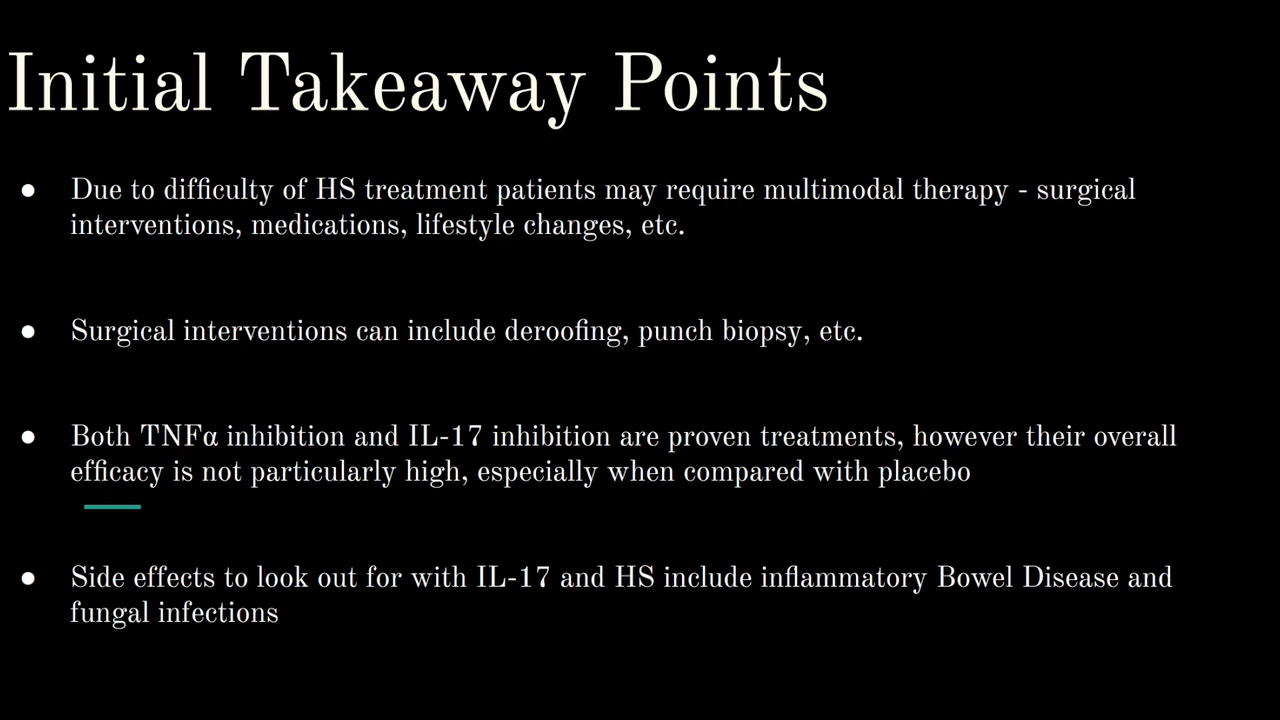 Initial Takeaway Points
● Due to difficulty of HS treatment patients may require multimodal therapy - surgical
interventions, medications, lifestyle changes, etc.
● Surgical interventions can include deroofing, punch biopsy, etc.
● Both TNFα inhibition and IL-17 inhibition are proven treatments, however their overall
efficacy is not particularly high, especially when compared with placebo
● Side effects to look out for with IL-17 and HS include inflammatory Bowel Disease and
fungal infections